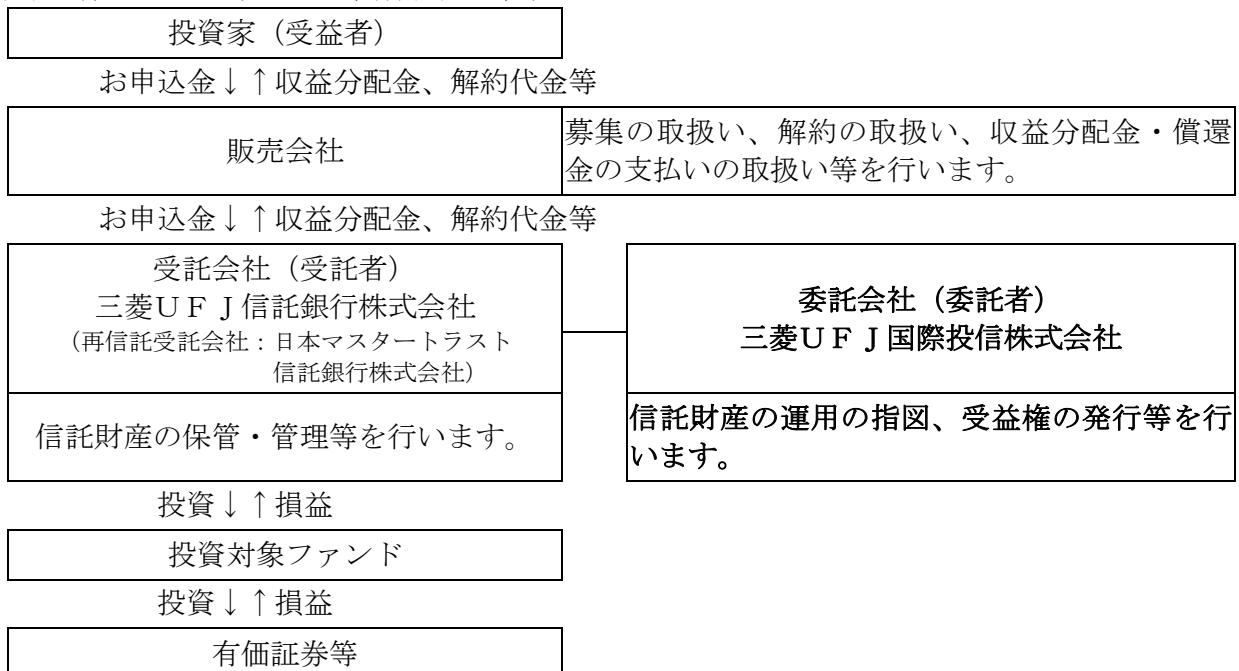 投資家（受益者）
お申込金↓↑収益分配金、解約代金等
販売会社
募集の取扱い、解約の取扱い、収益分配金・償還
金の支払いの取扱い等を行います。
お申込金↓↑収益分配金、解約代金等
受託会社（受託者）
三菱ＵＦＪ信託銀行株式会社
（再信託受託会社：日本マスタートラスト
信託銀行株式会社）
委託会社（委託者）
三菱ＵＦＪ国際投信株式会社
信託財産の保管・管理等を行います。
信託財産の運用の指図、受益権の発行等を行
います。
投資↓↑損益
投資対象ファンド
投資↓↑損益
有価証券等